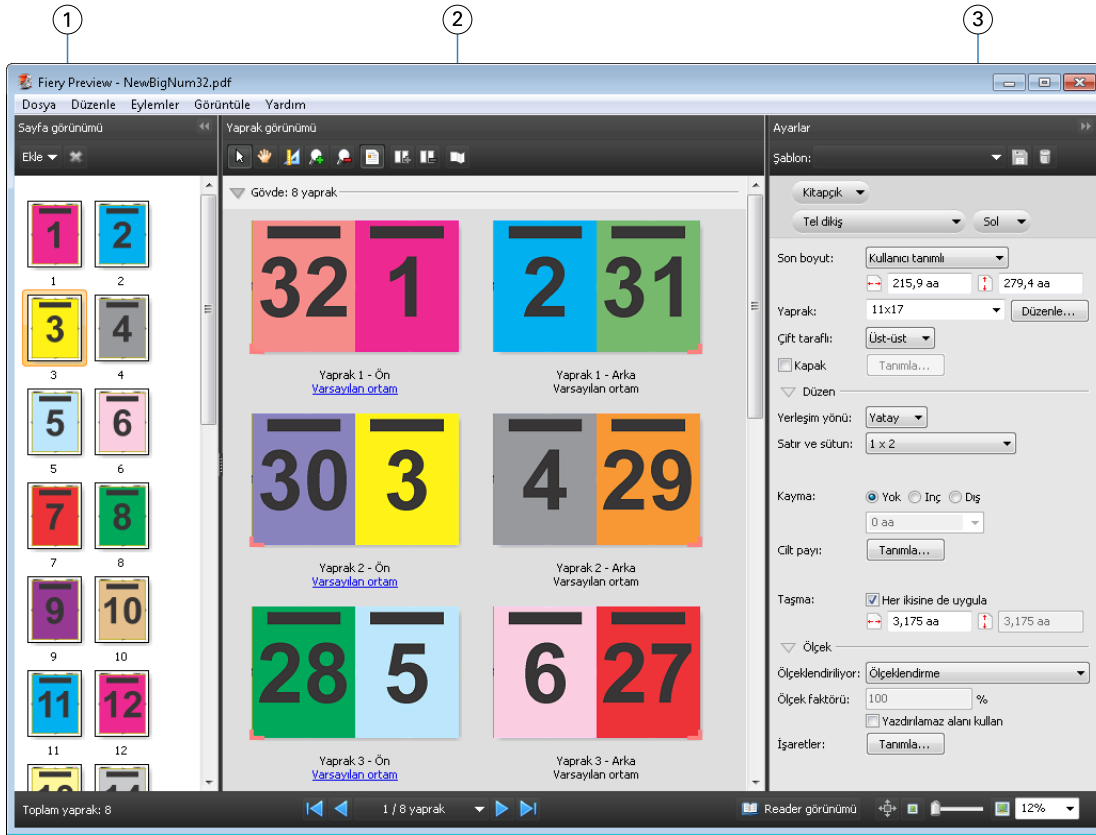 1 2 3
Fiery Preview - NewBigNum32.pdf
Dosya Düzenle Eylemler Görüntüle Yardım
Sayfa görünümü
Ekle
1 2
1 2
3 4
3 4
5 6
5 6
7 8
7 8
9 10
9 10
11 12
11 12
Yaprak görünümü
Gövde: 8 yaprak
32 1 2 31
Yaprak 1 - Ön Yaprak 1 - Arka
Varsayılan ortam Varsayılan ortam
30 3 4 29
Yaprak 2 - Ön Yaprak 2 - Arka
Varsayılan ortam Varsayılan ortam
28 5 6 27
Yaprak 3 - Ön Yaprak 3 - Arka
Varsayılan ortam Varsayılan ortam
Ayarlar
Şablon:
Kitapçık
Tel dikiş Sol
Son boyut: Kullanıcı tanımlı
215,9 aa 279,4 aa
Yaprak: 11x17 Düzenle...
Çift taraflı: Üst-üst
Kapak Tanımla...
Düzen
Yerleşim yönü: Yatay
Satır ve sütun: 1 x 2
Kayma: Yok Inç Dış
0 aa
Cilt payı: Tanımla...
Taşma: Her ikisine de uygula
3,175 aa 3,175 aa
Ölçek
Ölçeklendiriliyor: Ölçeklendirme
Ölçek faktörü: 100 %
Yazdırılamaz alanı kullan
İşaretler: Tanımla...
Toplam yaprak: 8 1 / 8 yaprak Reader görünümü 12%